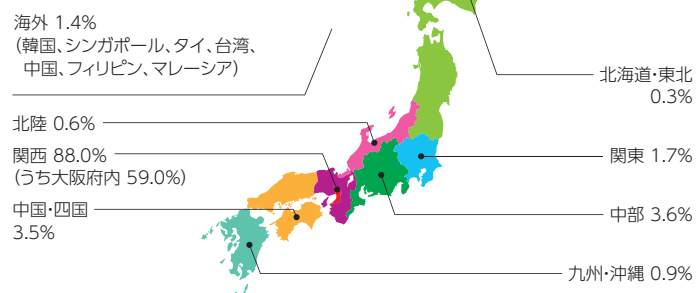 海外 1.4%
（韓国、シンガポール、タイ、台湾、
中国、フィリピン、マレーシア）
北海道・東北
0.3%
北陸 0.6%
関西 88.0%
（うち大阪府内 59.0%）
関東 1.7%
中国・四国
3.5%
中部 3.6%
九州・沖縄 0.9%